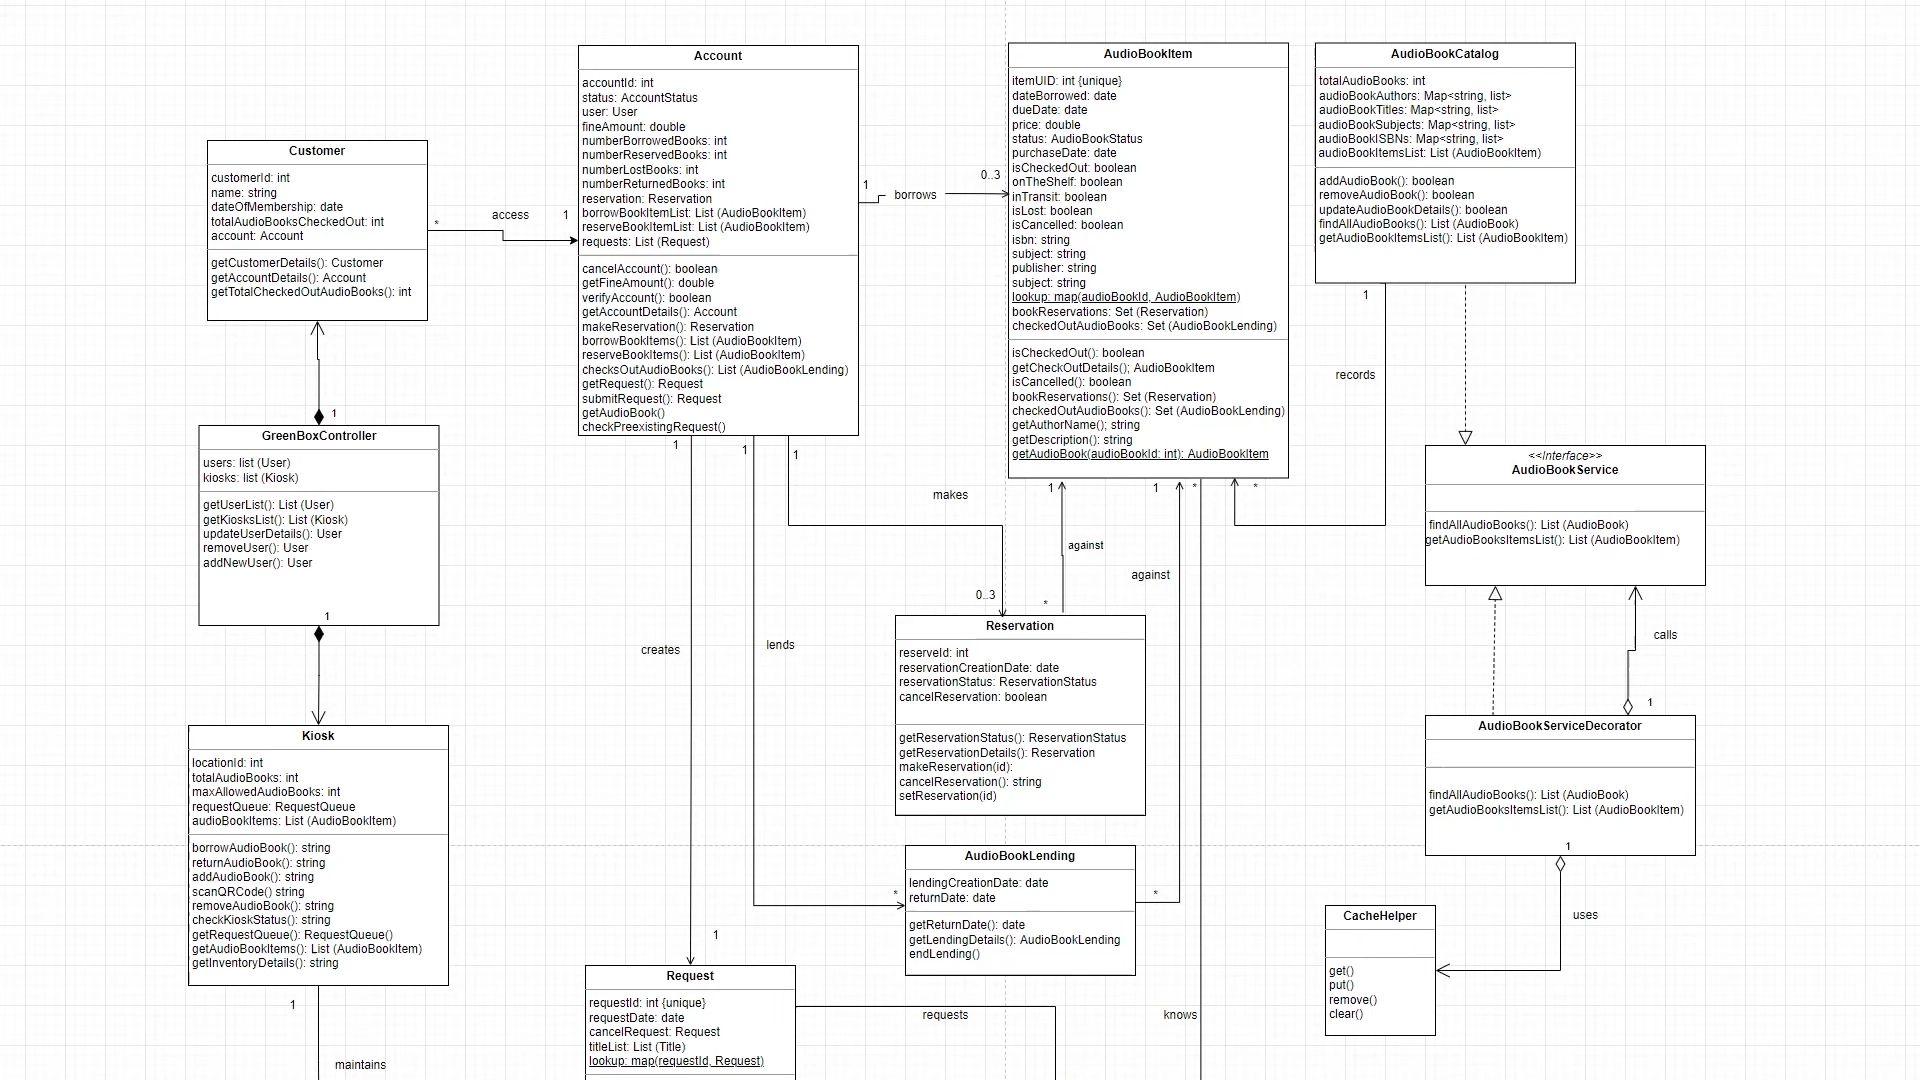 Customer
customerId: int
name: string
dateOfMembership: date
totalAudioBooksCheckedOut: int
account: Account
getCustomerDetails(): Customer
getAccountDetails(): Account
getTotalCheckedOutAudioBooks(): int
*
access
1
Account
accountId: int
status: AccountStatus
user: User
fineAmount: double
numberBorrowedBooks: int
numberReservedBooks: int
numberLostBooks: int
numberReturnedBooks: int
reservation: Reservation
borrowBookItemList: List (AudioBookItem)
reserveBookItemList: List (AudioBookItem)
requests: List (Request)
cancelAccount(): boolean
getFineAmount(): double
verifyAccount(): boolean
getAccountDetails(): Account
makeReservation(): Reservation
borrowBookItems(): List (AudioBookItem)
reserveBookItems(): List (AudioBookItem)
checksOutAudioBooks(): List (AudioBookLending)
getRequest(): Request
submitRequest(): Request
getAudioBook()
checkPreexistingRequest()
1
borrows
0..3
AudioBookItem
itemUID: int {unique}
dateBorrowed: date
dueDate: date
price: double
status: AudioBookStatus
purchaseDate: date
isCheckedOut: boolean
onTheShelf: boolean
inTransit: boolean
isLost: boolean
isCancelled: boolean
isbn: string
subject: string
publisher: string
subject: string
lookup: map(audioBookId, AudioBookItem)
bookReservations: Set (Reservation)
checkedOutAudioBooks: Set (AudioBookLending)
isCheckedOut(): boolean
getCheckOutDetails(); AudioBookItem
isCancelled(): boolean
bookReservations(): Set (Reservation)
checkedOutAudioBooks(): Set (AudioBookLending)
getAuthorName(); string
getDescription(): string
getAudioBook(audioBookId: int): AudioBookItem
AudioBookCatalog
totalAudioBooks: int
audioBookAuthors: Map<string, list>
audioBookTitles: Map<string, list>
audioBookSubjects: Map<string, list>
audioBookISBNs: Map<string, list>
audioBookItemsList: List (AudioBookItem)
addAudioBook(): boolean
removeAudioBook(): boolean
updateAudioBookDetails(): boolean
findAllAudioBooks(): List (AudioBook)
getAudioBookItemsList(): List (AudioBookItem)
1
records
1
GreenBoxController
users: list (User)
kiosks: list (Kiosk)
getUserList(): List (User)
getKiosksList(): List (Kiosk)
updateUserDetails(): User
removeUser(): User
addNewUser(): User
1
1
1
1
makes
1
1
*
*
against
against
0..3
*
<<Interface>>
AudioBookService
findAllAudioBooks(): List (AudioBook)
getAudioBooksItemsList(): List (AudioBookItem)
calls
1
creates
lends
Reservation
reserveId: int
reservationCreationDate: date
reservationStatus: ReservationStatus
cancelReservation: boolean
getReservationStatus(): ReservationStatus
getReservationDetails(): Reservation
makeReservation(id):
cancelReservation(): string
setReservation(id)
AudioBookServiceDecorator
findAllAudioBooks(): List (AudioBook)
getAudioBooksItemsList(): List (AudioBookItem)
1
uses
Kiosk
locationId: int
totalAudioBooks: int
maxAllowedAudioBooks: int
requestQueue: RequestQueue
audioBookItems: List (AudioBookItem)
borrowAudioBook(): string
returnAudioBook(): string
addAudioBook(): string
scanQRCode() string
removeAudioBook(): string
checkKioskStatus(): string
getRequestQueue(): RequestQueue()
getAudioBookItems(): List (AudioBookItem)
getInventoryDetails(): string
1
maintains
*
AudioBookLending
lendingCreationDate: date
returnDate: date
getReturnDate(): date
getLendingDetails(): AudioBookLending
endLending()
*
CacheHelper
get()
put()
remove()
clear()
1
Request
requestId: int {unique}
requestDate: date
cancelRequest: Request
titleList: List (Title)
lookup: map(requestId, Request)
requests
knows